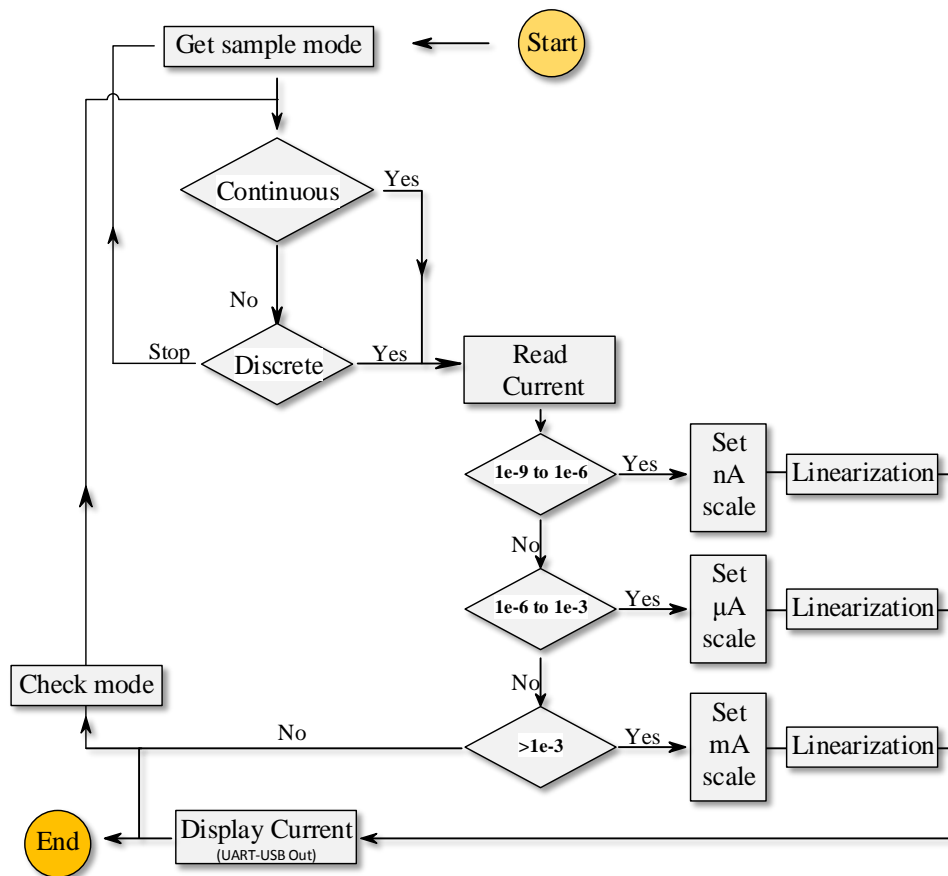 Get sample mode
Start
Continuous
Yes
No
Stop
Discrete
Yes
Read
Current
1e-9 to 1e-6
Yes
Set
nA
scale
Linearization
No
1e-6 to 1e-3
Yes
Set
μA
scale
Linearization
No
Check mode
No
>1e-3
Yes
Set
mA
scale
Linearization
End
Display Current
(UART-USB Out)